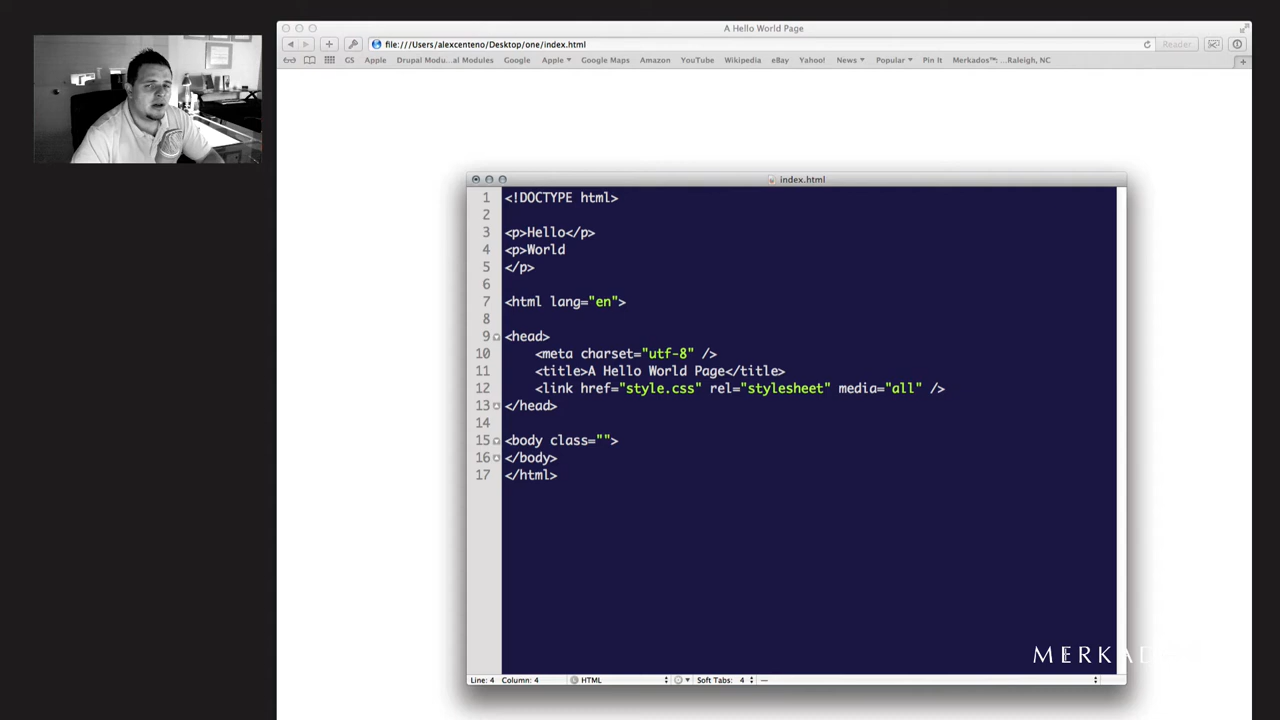 A Hello World Page
file:///Users/alexcenteno/Desktop/one/index.html
Reader
GS Apple Drupal Modu...al Modules Google Apple Google Maps Amazon YouTube Wikipedia eBay Yahoo! News Popular Pin It Merkados™: ...Raleigh, NC
index.html
1 <!DOCTYPE html>
2
3 <p>Hello</p>
4 <p>World
5 </p>
6
7 <html lang="en">
8
9 <head>
10 <meta charset="utf-8" />
11 <title>A Hello World Page</title>
12 <link href="style.css" rel="stylesheet" media="all" />
13 </head>
14
15 <body class="">
16 </body>
17 </html>
MERKAD
Line: 4 Column: 4 HTML Soft Tabs: 4 —